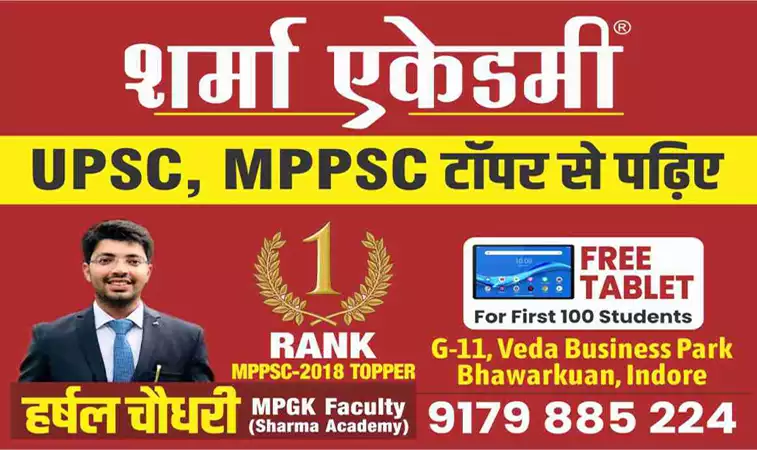 शर्मा एकेडमी®
UPSC, MPPSC टॉपर से पढ़िए
1
RANK
MPPSC-2018 TOPPER
हर्षल चौधरी
MPGK Faculty
(Sharma Academy)
FREE
TABLET
For First 100 Students
G-11, Veda Business Park
Bhawarkuan, Indore
9179 885 224